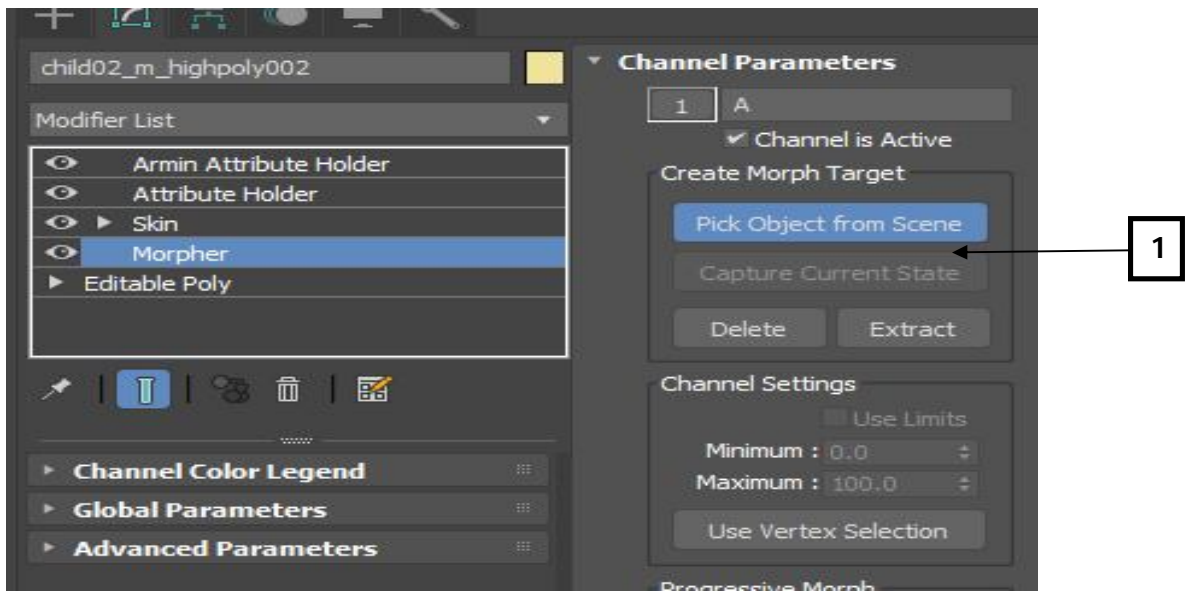 child02_m_highpoly002
Modifier List
Armin Attribute Holder
Attribute Holder
Skin
Morpher
Editable Poly
Channel Color Legend
Global Parameters
Advanced Parameters
Channel Parameters
1 A
Channel is Active
Create Morph Target
Pick Object from Scene
Capture Current State
Delete Extract
Channel Settings
Use Limits
Minimum : 0.0
Maximum : 100.0
Use Vertex Selection
Progressive Morph
1